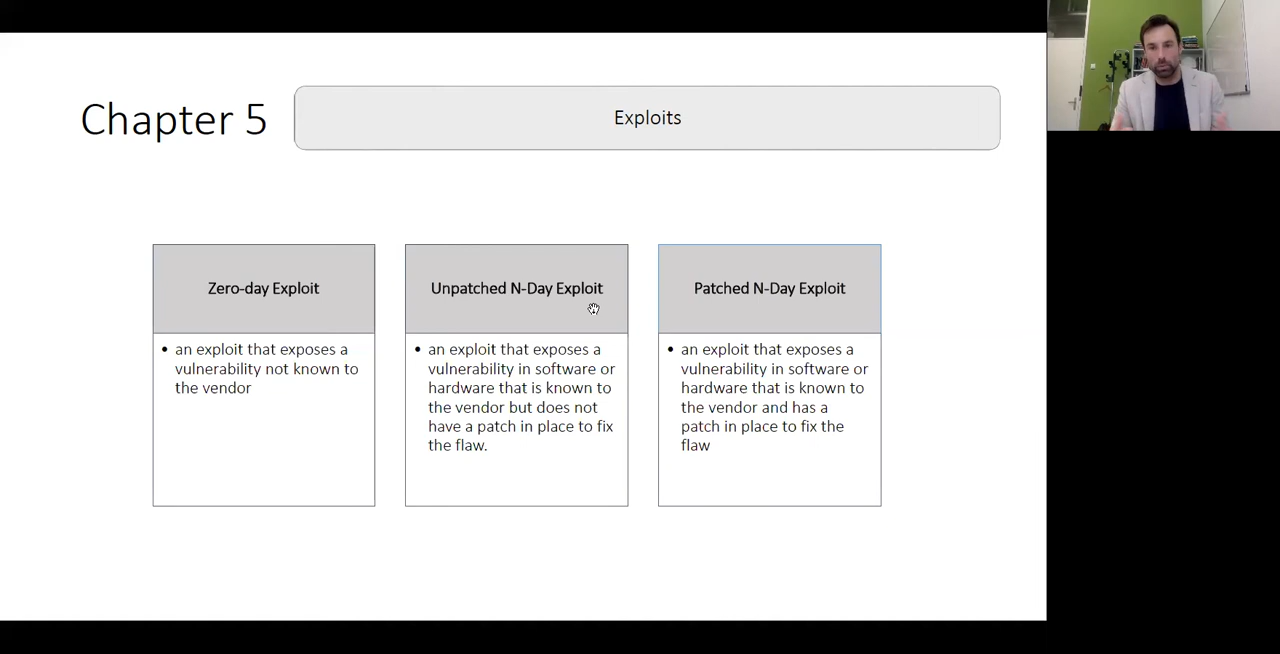 Chapter 5
Exploits
Zero-day Exploit
• an exploit that exposes a
vulnerability not known to
the vendor
Unpatched N-Day Exploit
• an exploit that exposes a
vulnerability in software or
hardware that is known to
the vendor but does not
have a patch in place to fix
the flaw.
Patched N-Day Exploit
• an exploit that exposes a
vulnerability in software or
hardware that is known to
the vendor and has a
patch in place to fix the
flaw